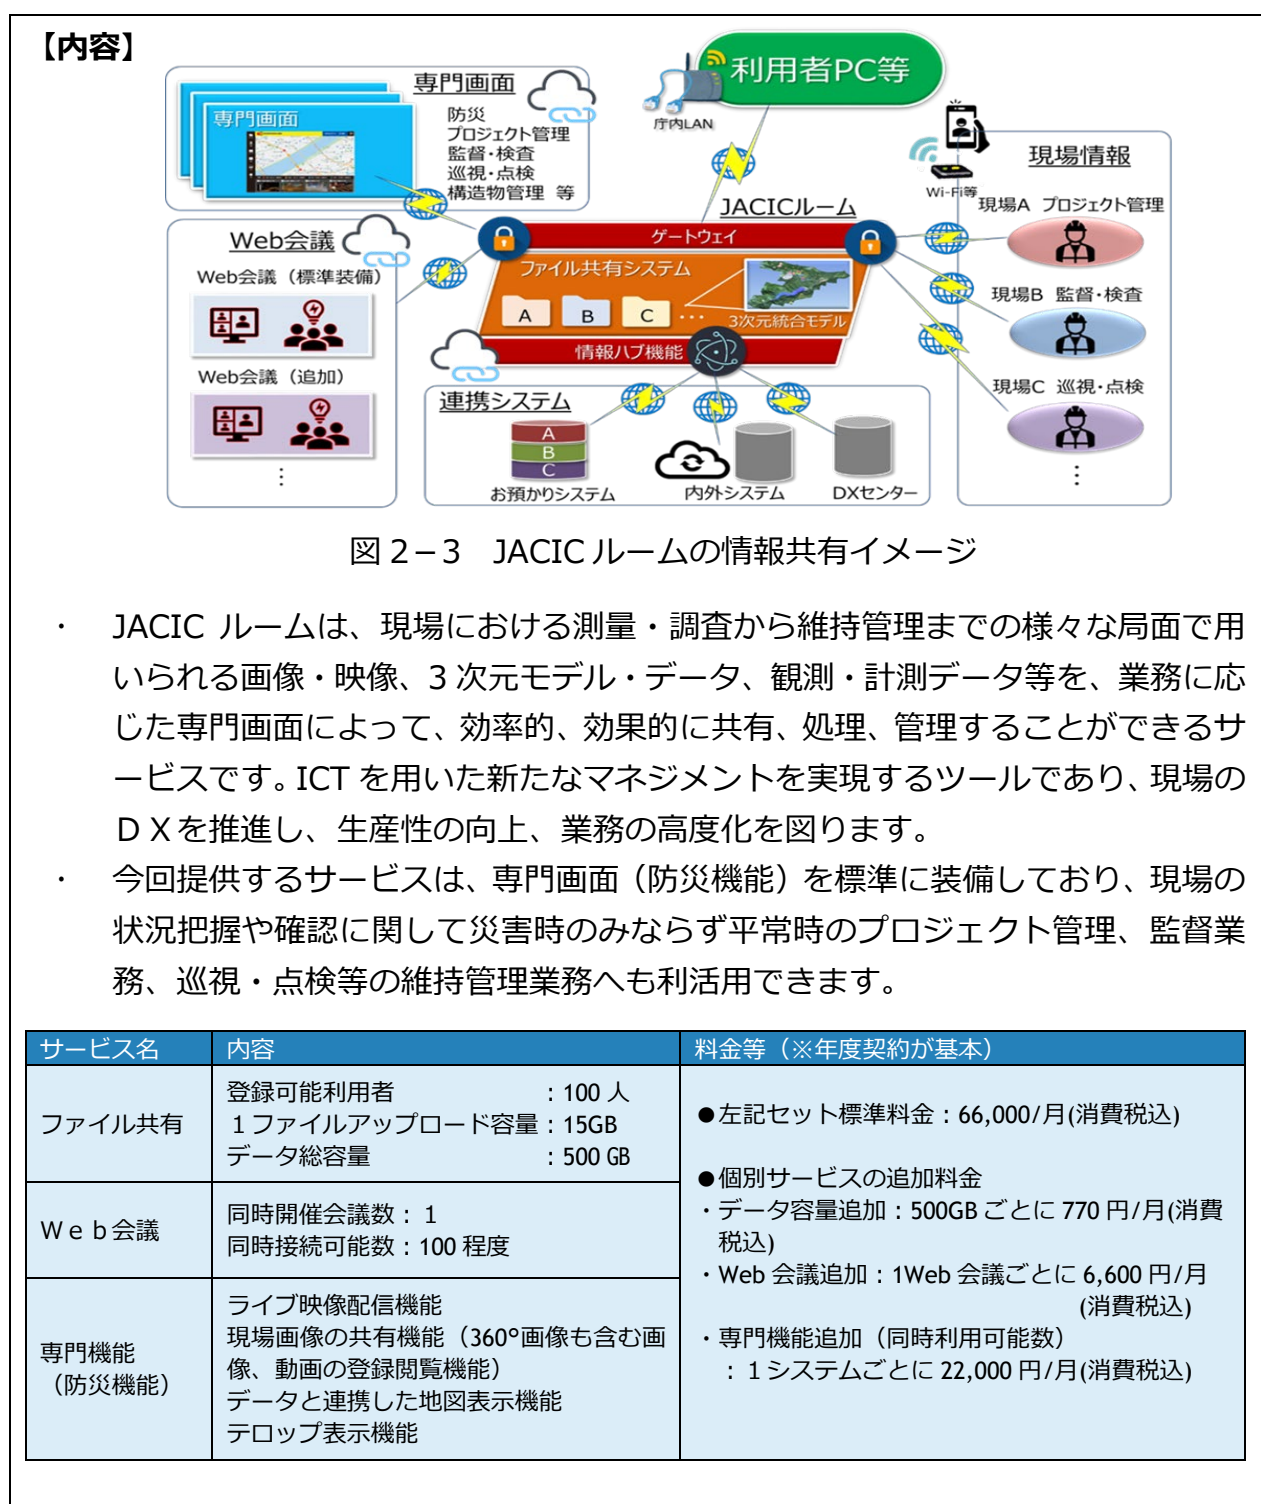 【内容】
利用者PC等
庁内LAN
専門画面
専門画面
防災
プロジェクト管理
監督・検査
巡視・点検
構造物管理 等
Wi-Fi等
現場情報
現場A プロジェクト管理
現場B 監督・検査
現場C 巡視・点検
⋮
Web会議
Web会議（標準装備）
Web会議（追加）
⋮
JACICルーム
ゲートウェイ
ファイル共有システム
A
B
C
…
3次元統合モデル
情報ハブ機能
連携システム
A
B
C
お預かりシステム
内外システム
DXセンター
図２−３ JACIC ルームの情報共有イメージ
・ JACIC ルームは、現場における測量・調査から維持管理までの様々な局面で用
いられる画像・映像、３次元モデル・データ、観測・計測データ等を、業務に応
じた専門画面によって、効率的、効果的に共有、処理、管理することができるサ
ービスです。ICT を用いた新たなマネジメントを実現するツールであり、現場の
ＤＸを推進し、生産性の向上、業務の高度化を図ります。
・ 今回提供するサービスは、専門画面（防災機能）を標準に装備しており、現場の
状況把握や確認に関して災害時のみならず平常時のプロジェクト管理、監督業
務、巡視・点検等の維持管理業務へも利活用できます。
サービス名
内容
料金等（※年度契約が基本）
ファイル共有
登録可能利用者 ：100 人
１ファイルアップロード容量：15GB
データ総容量 ：500 GB
Ｗｅｂ会議
同時開催会議数：１
同時接続可能数：100 程度
専門機能
（防災機能）
ライブ映像配信機能
現場画像の共有機能（360°画像も含む画
像、動画の登録閲覧機能）
データと連携した地図表示機能
テロップ表示機能
●左記セット標準料金：66,000/月(消費税込)
●個別サービスの追加料金
・データ容量追加：500GB ごとに 770 円/月(消費
税込)
・Web 会議追加：1Web 会議ごとに 6,600 円/月
(消費税込)
・専門機能追加（同時利用可能数）
：１システムごとに 22,000 円/月(消費税込)